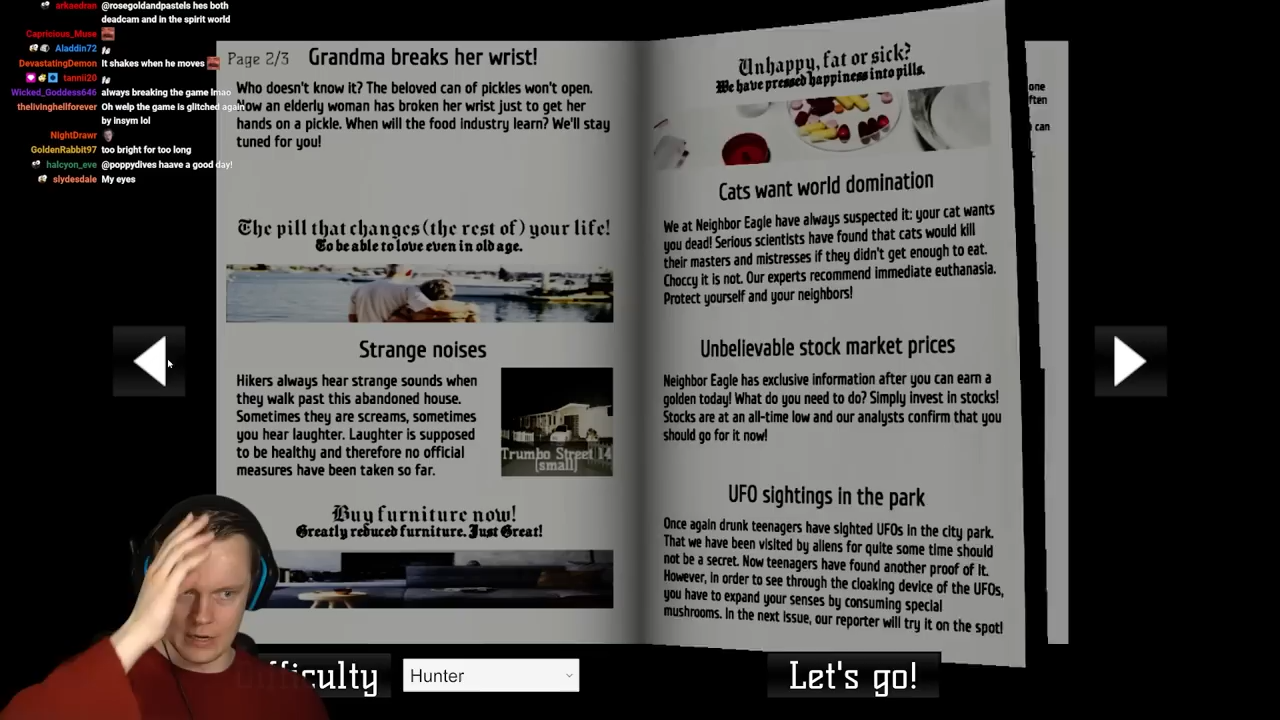 arkaedran @rosegoldandpastels hes both
deadcam and in the spirit world
Capricious_Muse
Aladdin72
DevastatingDemon It shakes when he moves
tannii20
Wicked_Goddess646 always breaking the game lmao
thelivinghellforever Oh welp the game is glitched again
by insym lol
NightDrawr
GoldenRabbit97 too bright for too long
halcyon_eve @poppydives haave a good day!
slydesdale My eyes
Page 2/3
Grandma breaks her wrist!
Who doesn't know it? The beloved can of pickles won't open.
Now an elderly woman has broken her wrist just to get her
hands on a pickle. When will the food industry learn? We'll stay
tuned for you!
The pill that changes (the rest of) your life!
To be able to love even in old age.
Strange noises
Hikers always hear strange sounds when
they walk past this abandoned house.
Sometimes they are screams, sometimes
you hear laughter. Laughter is supposed
to be healthy and therefore no official
measures have been taken so far.
Trumbo Street 14
(small)
Buy furniture now!
Greatly reduced furniture. Just Great!
Unhappy, fat or sick?
We have pressed happiness into pills.
Cats want world domination
We at Neighbor Eagle have always suspected it: your cat wants
you dead! Serious scientists have found that cats would kill
their masters and mistresses if they didn't get enough to eat.
Choccy it is not. Our experts recommend immediate euthanasia.
Protect yourself and your neighbors!
Unbelievable stock market prices
Neighbor Eagle has exclusive information after you can earn a
golden today! What do you need to do? Simply invest in stocks!
Stocks are at an all-time low and our analysts confirm that you
should go for it now!
UFO sightings in the park
Once again drunk teenagers have sighted UFOs in the city park.
That we have been visited by aliens for quite some time should
not be a secret. Now teenagers have found another proof of it.
However, in order to see through the cloaking device of the UFOs,
you have to expand your senses by consuming special
mushrooms. In the next issue, our reporter will try it on the spot!
one
can
Hunter
Let's go!